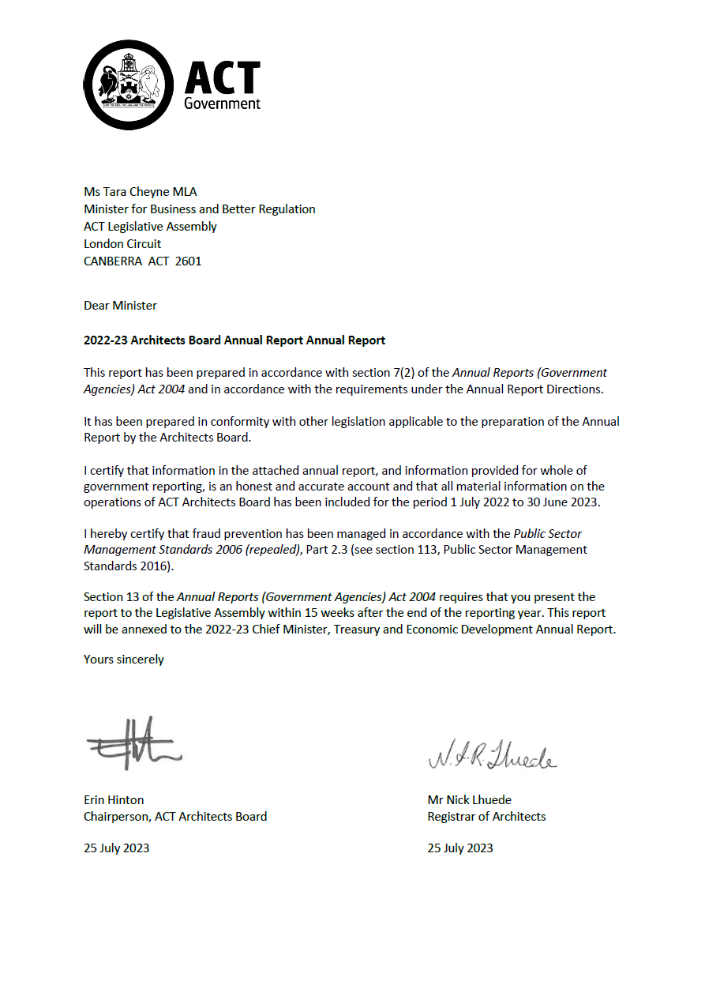 ACT
Government
Ms Tara Cheyne MLA
Minister for Business and Better Regulation
ACT Legislative Assembly
London Circuit
CANBERRA ACT 2601
Dear Minister
2022-23 Architects Board Annual Report Annual Report
This report has been prepared in accordance with section 7(2) of the Annual Reports (Government
Agencies) Act 2004 and in accordance with the requirements under the Annual Report Directions.
It has been prepared in conformity with other legislation applicable to the preparation of the Annual
Report by the Architects Board.
I certify that information in the attached annual report, and information provided for whole of
government reporting, is an honest and accurate account and that all material information on the
operations of ACT Architects Board has been included for the period 1 July 2022 to 30 June 2023.
I hereby certify that fraud prevention has been managed in accordance with the Public Sector
Management Standards 2006 (repealed), Part 2.3 (see section 113, Public Sector Management
Standards 2016).
Section 13 of the Annual Reports (Government Agencies) Act 2004 requires that you present the
report to the Legislative Assembly within 15 weeks after the end of the reporting year. This report
will be annexed to the 2022-23 Chief Minister, Treasury and Economic Development Annual Report.
Yours sincerely
N.S.R. Lhuede
Erin Hinton
Chairperson, ACT Architects Board
25 July 2023
Mr Nick Lhuede
Registrar of Architects
25 July 2023